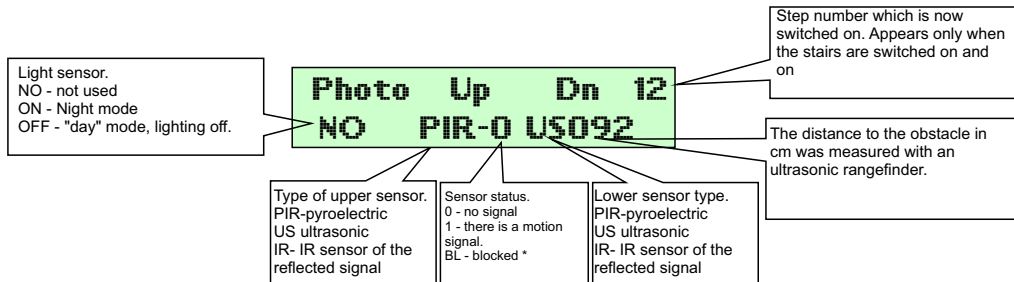 Step number which is now
switched on. Appears only when
the stairs are switched on and
on
Light sensor.
NO - not used
ON - Night mode
OFF - "day" mode, lighting off.
Photo Up Dn 12
NO PIR-0 US092
The distance to the obstacle in
cm was measured with an
ultrasonic rangefinder.
Type of upper sensor.
PIR-pyroelectric
US ultrasonic
IR- IR sensor of the
reflected signal
Sensor status.
0 - no signal
1 - there is a motion
signal.
BL - blocked *
Lower sensor type.
PIR-pyroelectric
US ultrasonic
IR- IR sensor of the
reflected signal